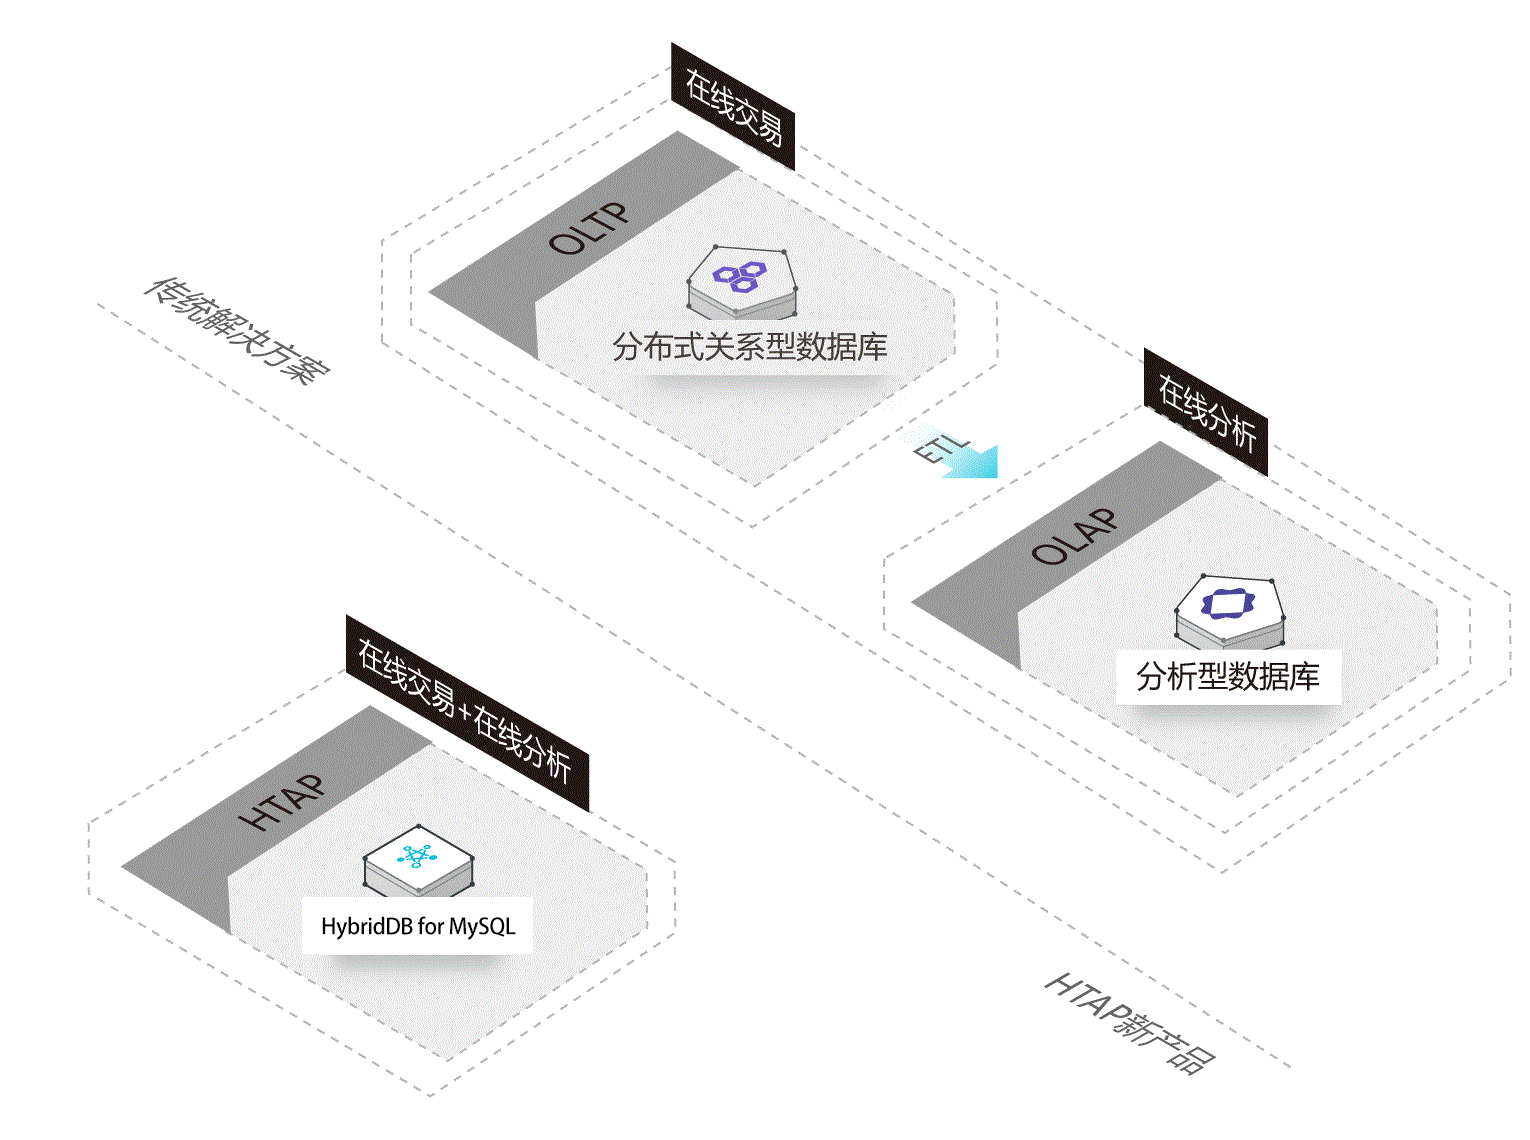 在线交易
OLTP
分布式关系型数据库
传统解决方案
ETL
在线分析
OLAP
分析型数据库
在线交易+在线分析
HTAP
HybridDB for MySQL
HTAP新产品